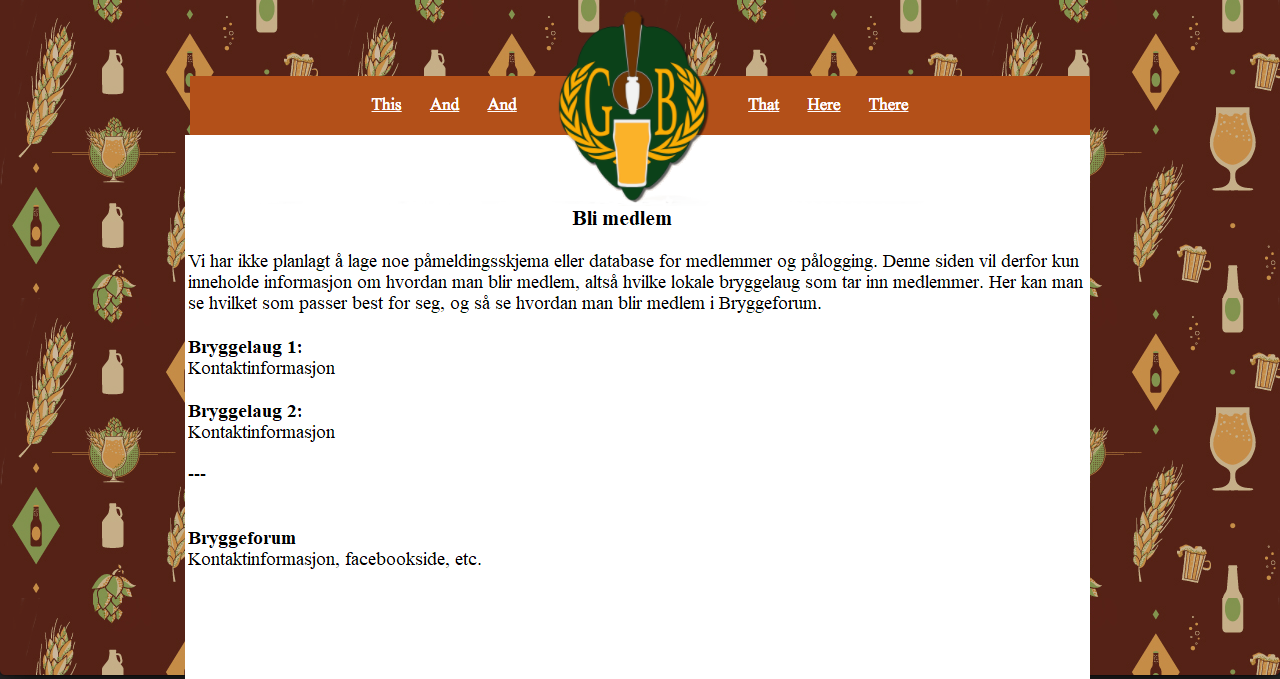 This And And That Here There
G B
Bli medlem
Vi har ikke planlagt å lage noe påmeldingsskjema eller database for medlemmer og pålogging. Denne siden vil derfor kun
inneholde informasjon om hvordan man blir medlem, altså hvilke lokale bryggelaug som tar inn medlemmer. Her kan man
se hvilket som passer best for seg, og så se hvordan man blir medlem i Bryggeforum.
Bryggelaug 1:
Kontaktinformasjon
Bryggelaug 2:
Kontaktinformasjon
---
Bryggeforum
Kontaktinformasjon, facebookside, etc.